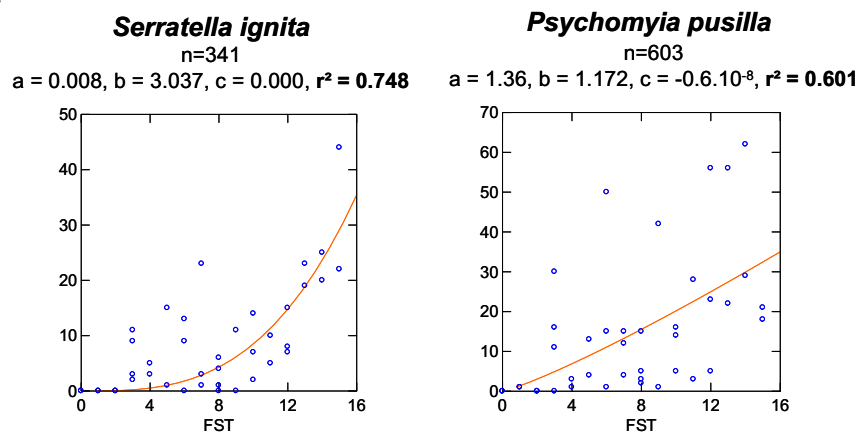 Serratella ignita
n=341
a = 0.008, b = 3.037, c = 0.000, r² = 0.748
50
40
30
20
10
0
0 4 8 12 16
FST
Psychomyia pusilla
n=603
a = 1.36, b = 1.172, c = -0.6.10⁻⁸, r² = 0.601
70
60
50
40
30
20
10
0
0 4 8 12 16
FST